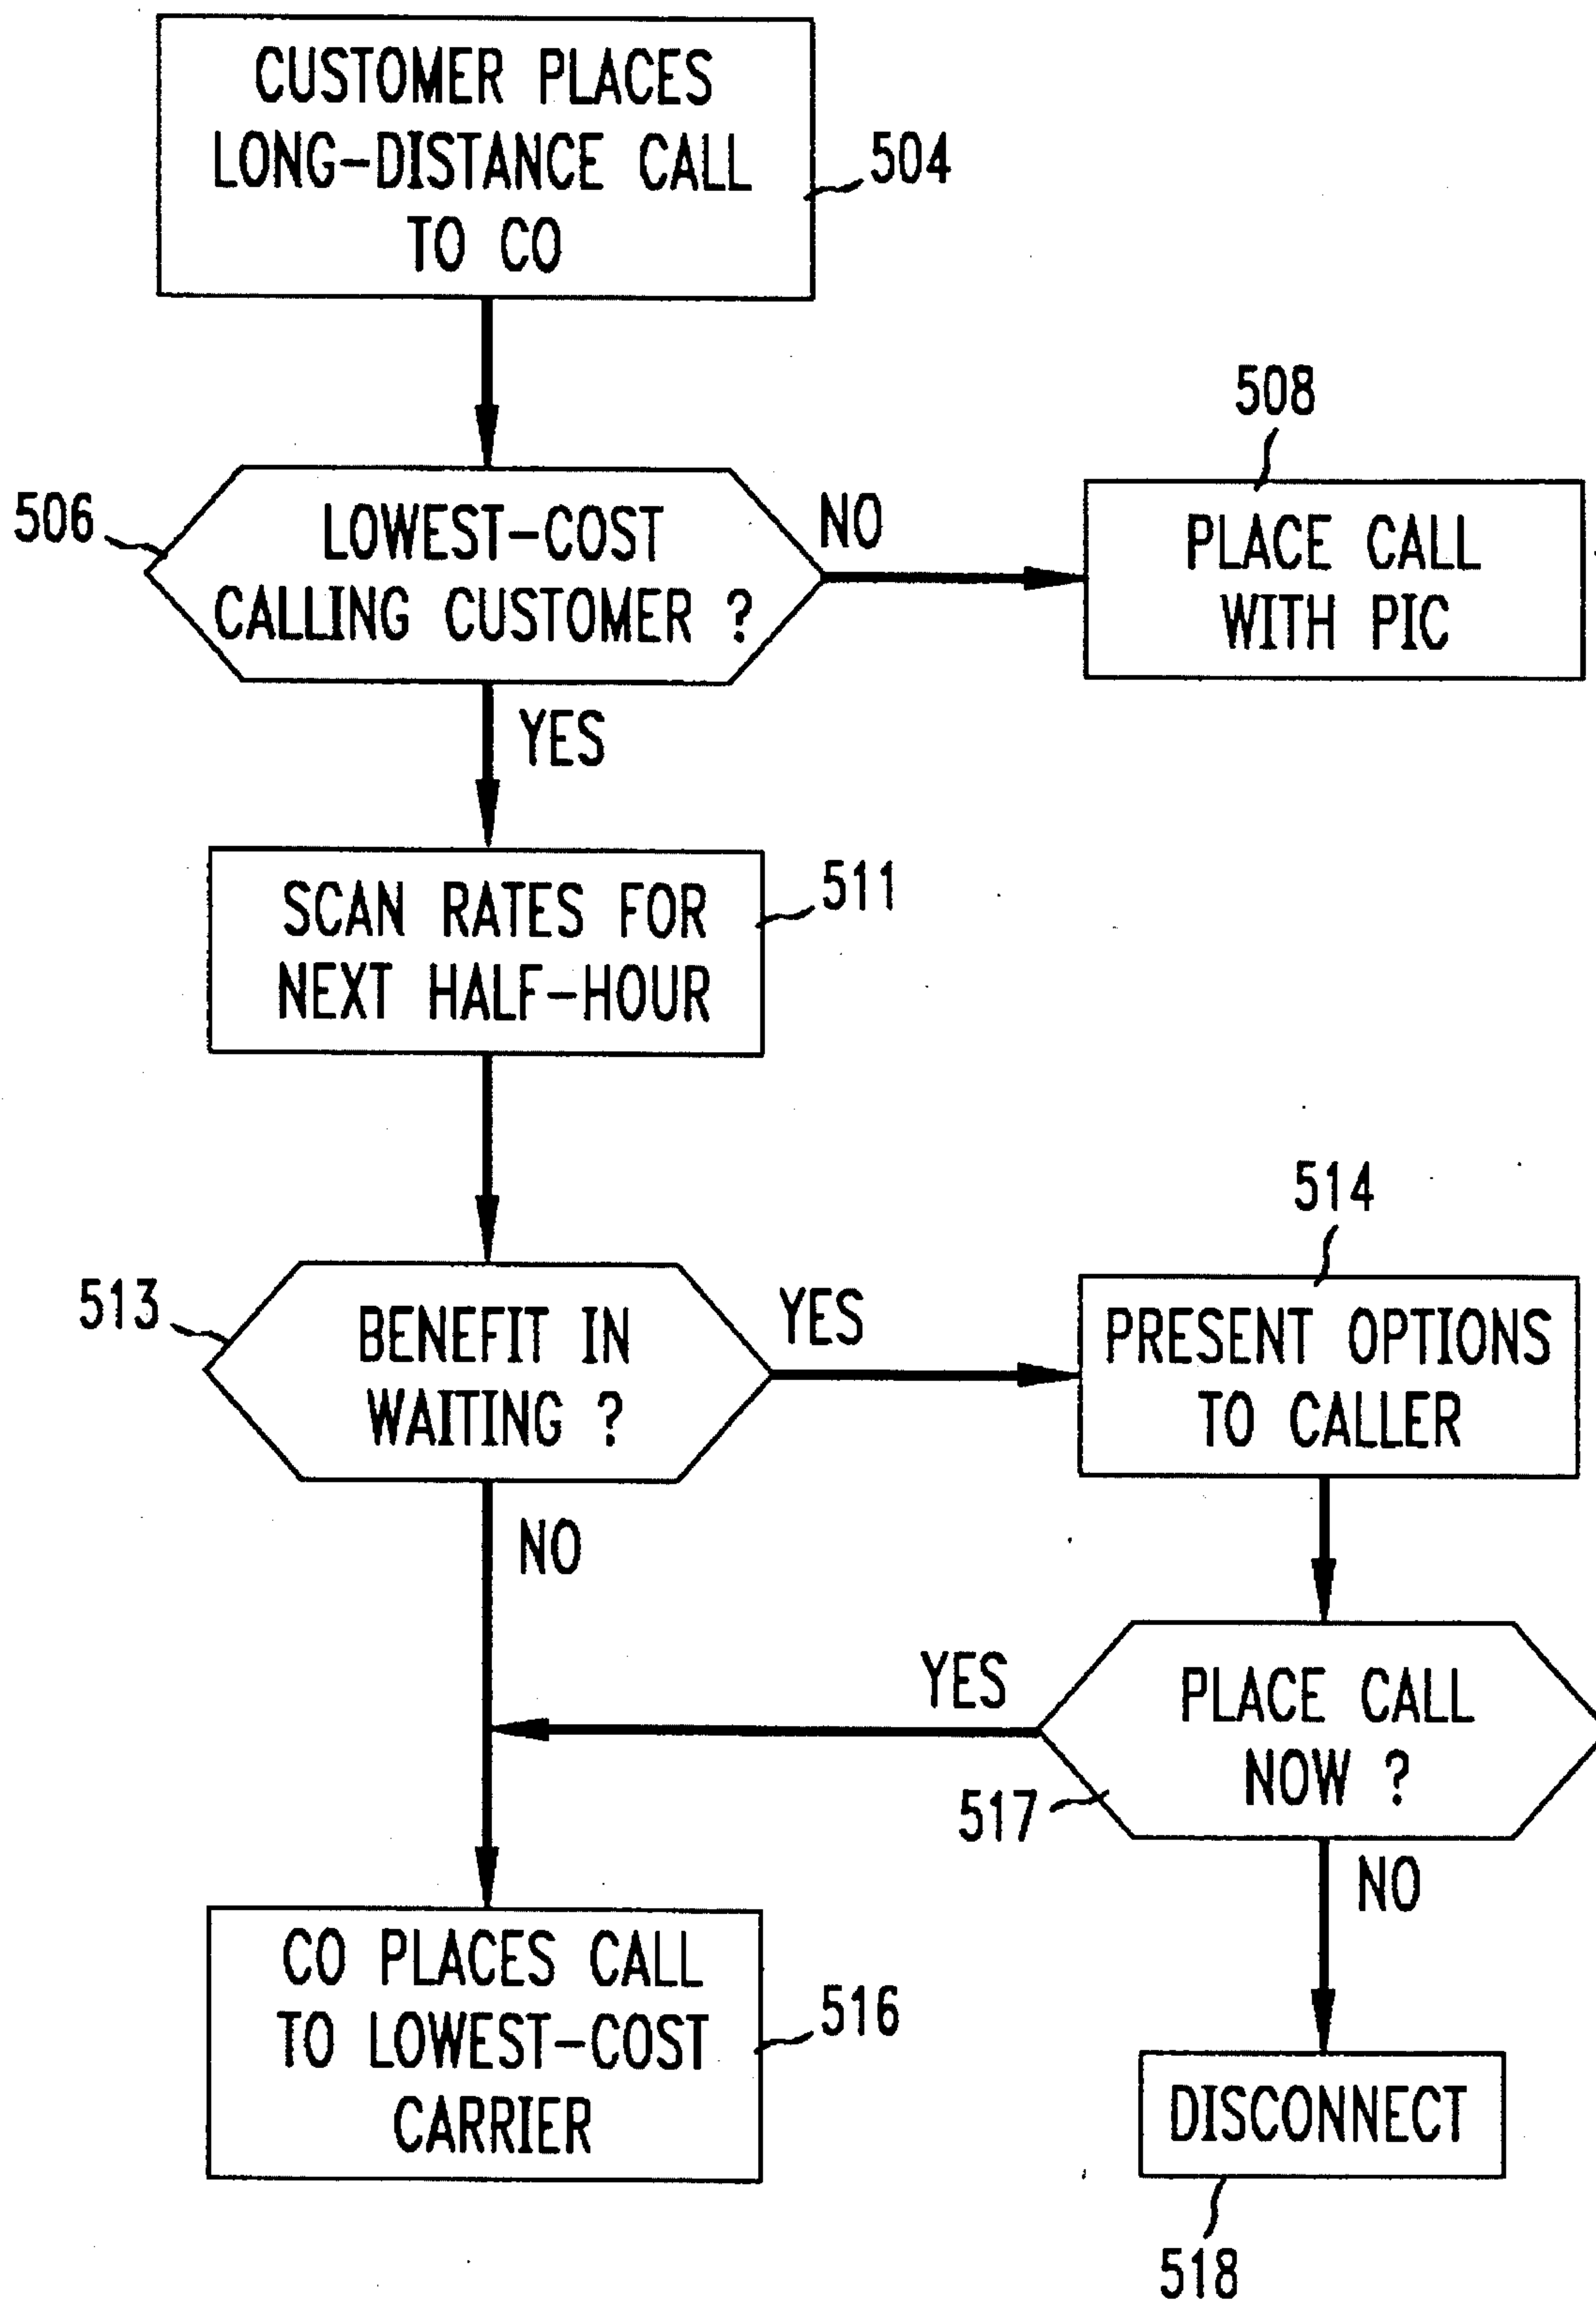 CUSTOMER PLACES
LONG-DISTANCE CALL
TO CO
504
506
LOWEST-COST
CALLING CUSTOMER ?
NO
508
PLACE CALL
WITH PIC
YES
SCAN RATES FOR
NEXT HALF-HOUR
511
513
BENEFIT IN
WAITING ?
YES
514
PRESENT OPTIONS
TO CALLER
NO
YES
PLACE CALL
NOW ?
517
NO
CO PLACES CALL
TO LOWEST-COST
CARRIER
516
DISCONNECT
518